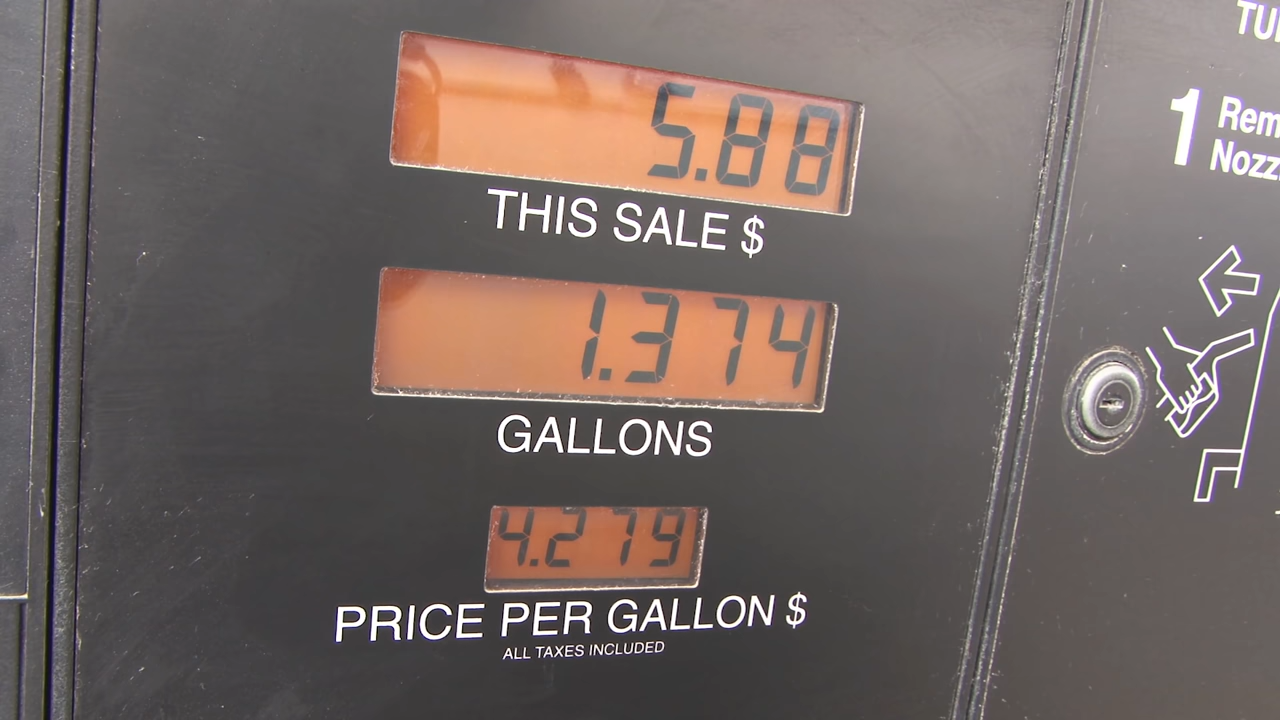 5.88
THIS SALE $
1.374
GALLONS
4.279
PRICE PER GALLON $
ALL TAXES INCLUDED
1